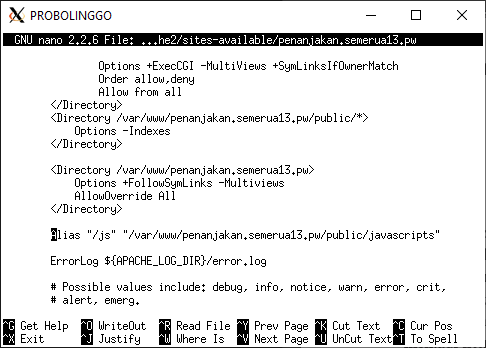 PROBOLINGGO
GNU nano 2.2.6 File: ...he2/sites-available/penanjakan.semerua13.pw
Options +ExecCGI -MultiViews +SymLinksIfOwnerMatch
Order allow,deny
Allow from all
</Directory>
<Directory /var/www/penanjakan.semerua13.pw/public/*>
Options -Indexes
</Directory>
<Directory /var/www/penanjakan.semerua13.pw>
Options +FollowSymLinks -Multiviews
AllowOverride All
</Directory>
Alias "/js" "/var/www/penanjakan.semerua13.pw/public/javascripts"
ErrorLog ${APACHE_LOG_DIR}/error.log
# Possible values include: debug, info, notice, warn, error, crit,
# alert, emerg.
^G Get Help ^O WriteOut ^R Read File ^Y Prev Page ^K Cut Text ^C Cur Pos
^X Exit ^J Justify ^W Where Is ^V Next Page ^U UnCut Text ^T To Spell